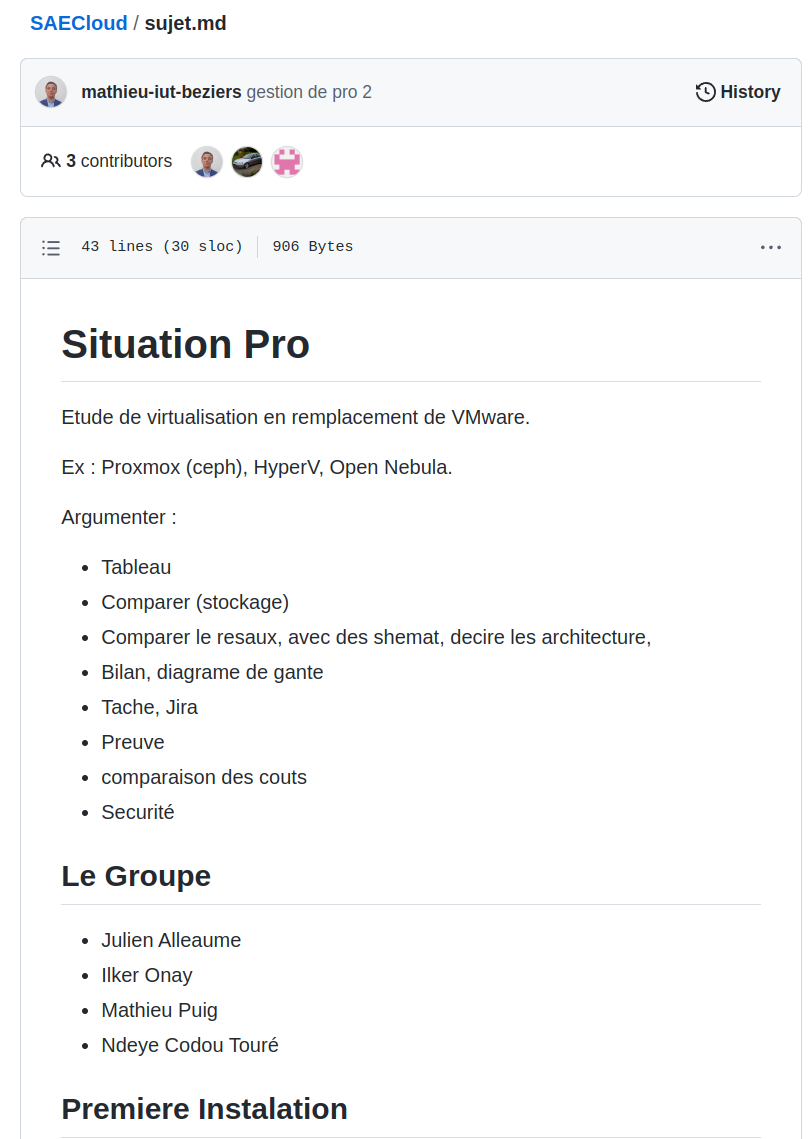 SAECloud / sujet.md
mathieu-iut-beziers gestion de pro 2
History
3 contributors
43 lines (30 sloc) 906 Bytes
Situation Pro
Etude de virtualisation en remplacement de VMware.
Ex : Proxmox (ceph), HyperV, Open Nebula.
Argumenter :
Tableau
Comparer (stockage)
Comparer le resaux, avec des shemat, decire les architecture,
Bilan, diagrame de gante
Tache, Jira
Preuve
comparaison des couts
Securité
Le Groupe
Julien Alleaume
Ilker Onay
Mathieu Puig
Ndeye Codou Touré
Premiere Instalation